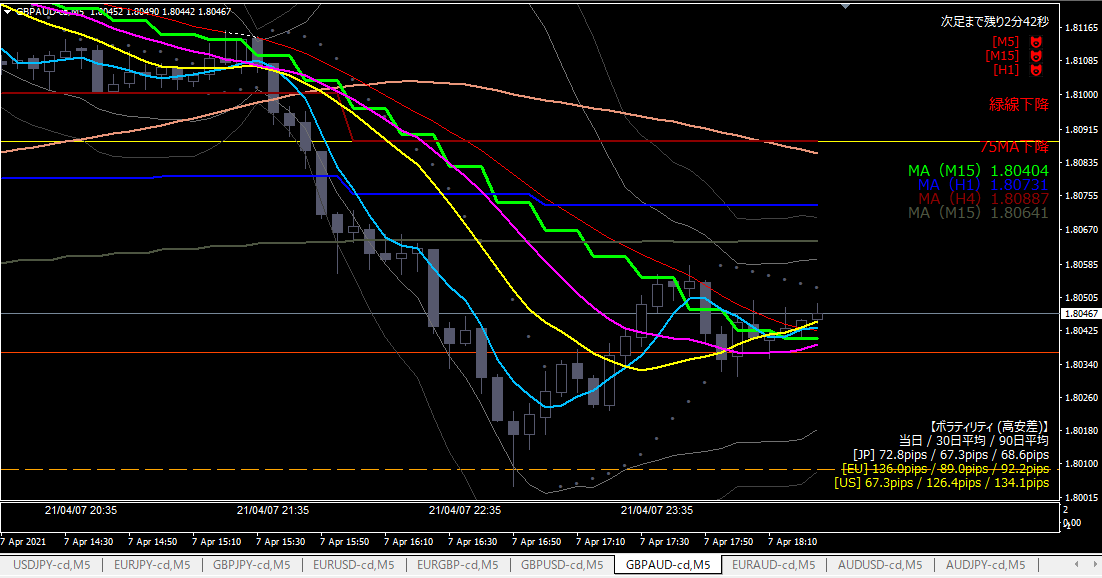 GBPAUD-cd,M5 1.80452 1.80490 1.80442 1.80467
次足まで残り2分42秒
[M5]
[M15]
[H1]
緑線下降
75MA下降
MA (M15) 1.80404
MA (H1) 1.80731
MA (H4) 1.80887
MA (M15) 1.80641
1.81165
1.81085
1.81000
1.80915
1.80835
1.80755
1.80670
1.80585
1.80505
1.80467
1.80425
1.80340
1.80260
1.80180
1.80100
1.80015
【ボラティリティ(高安差)】
当日 / 30日平均 / 90日平均
[JP] 72.8pips / 67.3pips / 68.6pips
[EU] 136.0pips / 89.0pips / 92.2pips
[US] 67.3pips / 126.4pips / 134.1pips
21/04/07 20:35 21/04/07 21:35 21/04/07 22:35 21/04/07 23:35
2
0.00
7 Apr 2021 7 Apr 14:30 7 Apr 14:50 7 Apr 15:10 7 Apr 15:30 7 Apr 15:50 7 Apr 16:10 7 Apr 16:30 7 Apr 16:50 7 Apr 17:10 7 Apr 17:30 7 Apr 17:50 7 Apr 18:10
USDJPY-cd,M5 EURJPY-cd,M5 GBPJPY-cd,M5 EURUSD-cd,M5 EURGBP-cd,M5 GBPUSD-cd,M5 GBPAUD-cd,M5 EURAUD-cd,M5 AUDUSD-cd,M5 AUDJPY-cd,M5